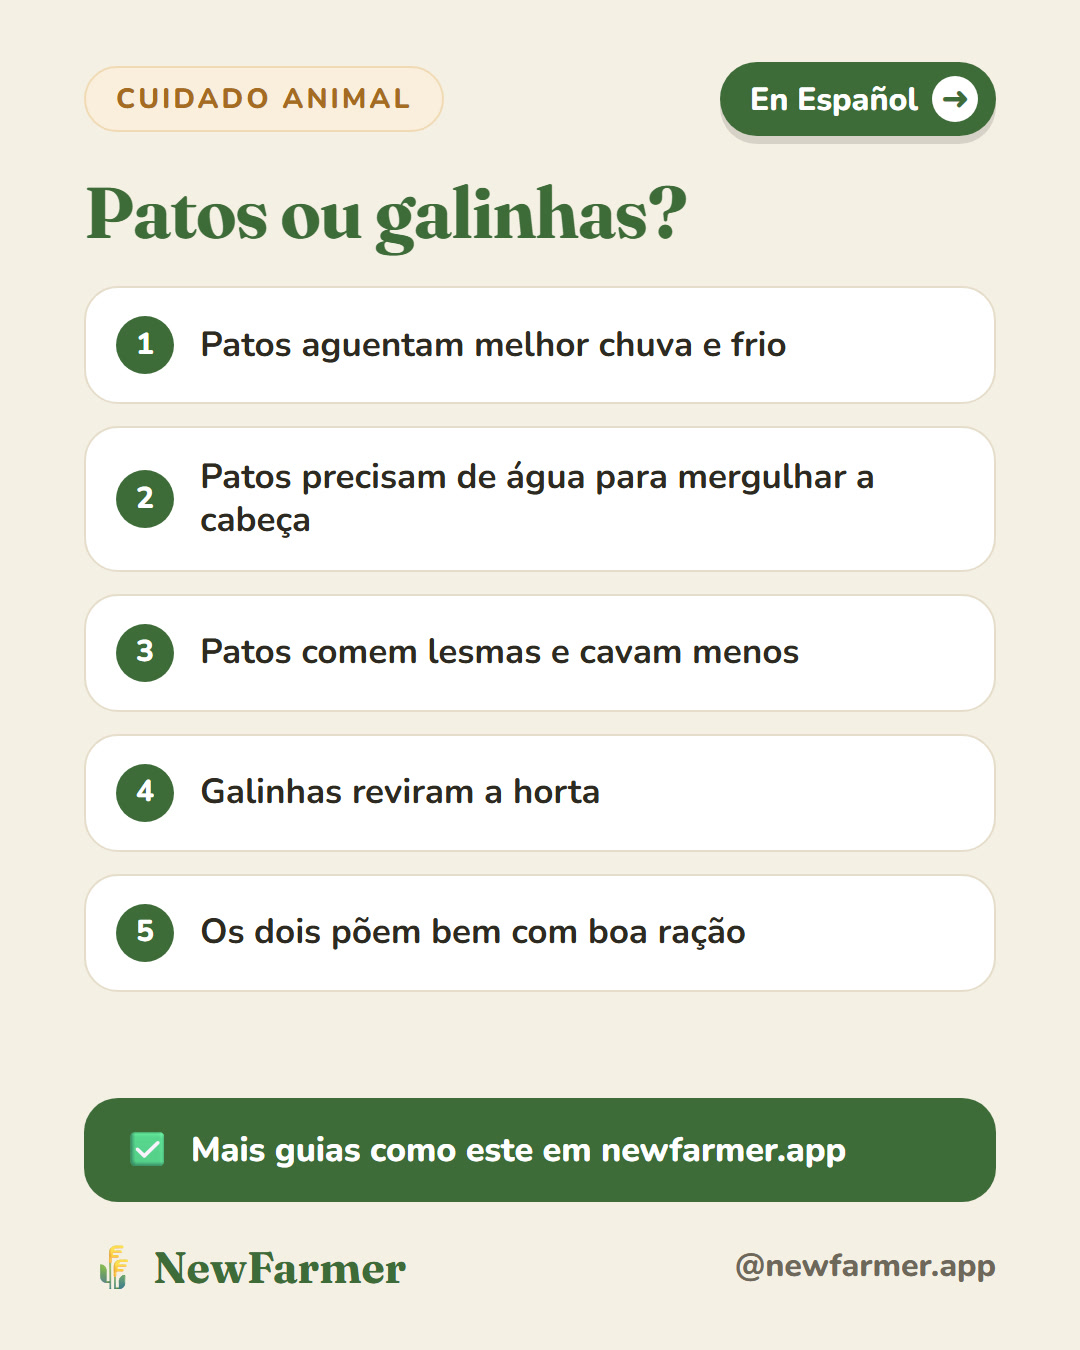 CUIDADO ANIMAL
En Español
Patos ou galinhas?
1 Patos aguentam melhor chuva e frio
2 Patos precisam de água para mergulhar a
cabeça
3 Patos comem lesmas e cavam menos
4 Galinhas reviram a horta
5 Os dois põem bem com boa ração
Mais guias como este em newfarmer.app
NewFarmer
@newfarmer.app